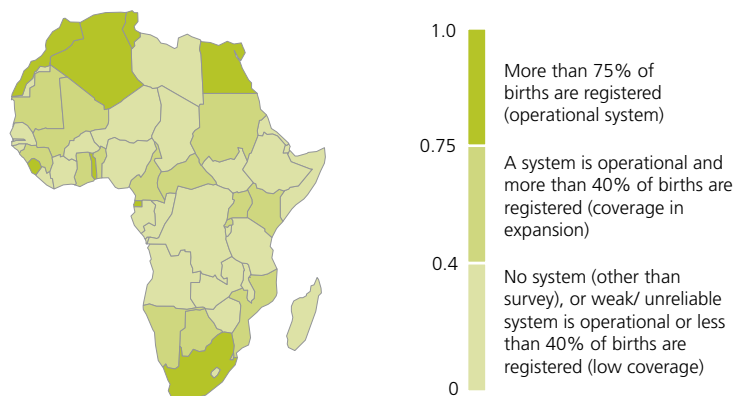 1.0
More than 75% of
births are registered
(operational system)
0.75
A system is operational and
more than 40% of births are
registered (coverage in
expansion)
0.4
No system (other than
survey), or weak/ unreliable
system is operational or less
than 40% of births are
registered (low coverage)
0